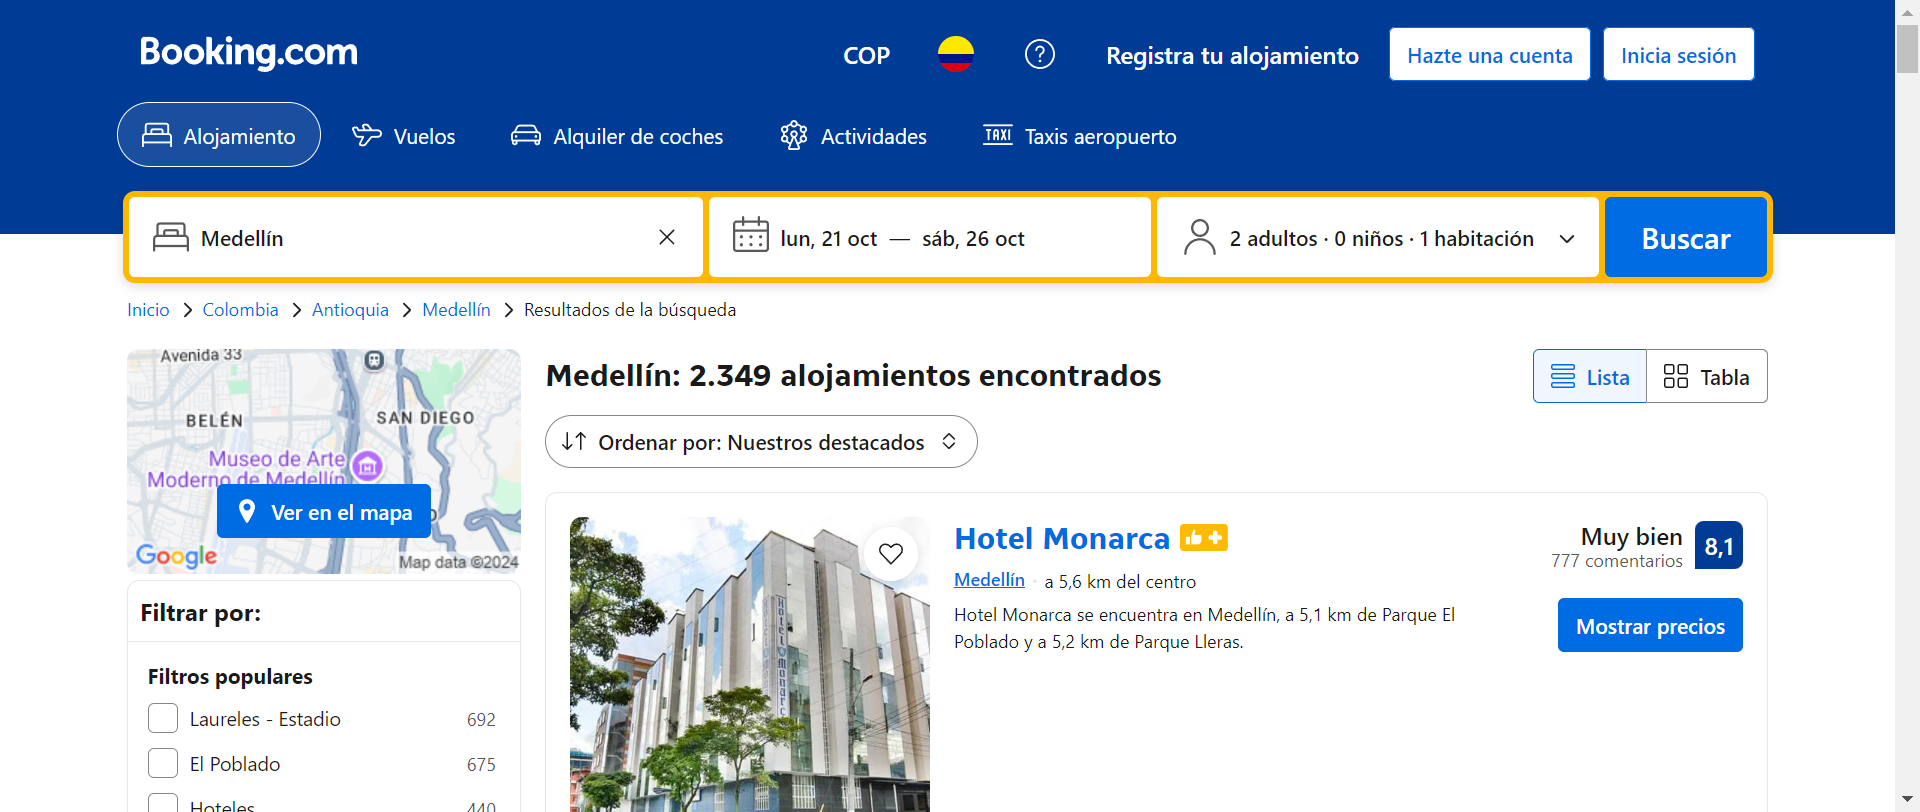 Booking.com
COP
Registra tu alojamiento
Hazte una cuenta
Inicia sesión
Alojamiento
Vuelos
Alquiler de coches
Actividades
TAXI
Taxis aeropuerto
Medellín
lun, 21 oct — sáb, 26 oct
2 adultos · 0 niños · 1 habitación
Buscar
Inicio
Colombia
Antioquia
Medellín
Resultados de la búsqueda
Avenida 33
BELÉN
SAN DIEGO
Museo de Arte
Moderno de Medellín
Ver en el mapa
Google
Map data ©2024
Filtrar por:
Filtros populares
Laureles - Estadio
692
El Poblado
675
Hoteles
440
Medellín: 2.349 alojamientos encontrados
Lista
Tabla
Ordenar por: Nuestros destacados
HOTEL MONARCA
Hotel Monarca
Medellín
a 5,6 km del centro
Hotel Monarca se encuentra en Medellín, a 5,1 km de Parque El
Poblado y a 5,2 km de Parque Lleras.
Muy bien
777 comentarios
8,1
Mostrar precios